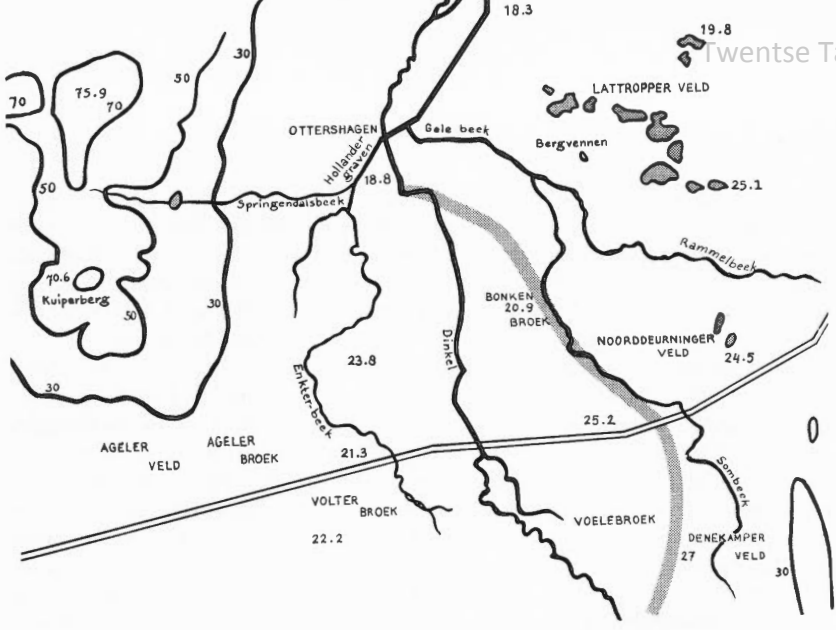 18.3
19.8
Twentse Ta
30
50
70
75.9
70
LATTROPPER VELD
OTTERSHAGEN
Gele beek
Bergvennen
Hollander
graven
18.8
50
25.1
Springendalsbeek
Rammelbeek
70.6
Kuiperberg
50
30
BONKEN
20.9
BROEK
Dinkel
NOORDDEURNINGER
VELD
24.5
23.8
Enkter-beek
30
25.2
AGELER
VELD
AGELER
BROEK
21.3
Sombeek
VOLTER
BROEK
VOELEBROEK
22.2
DENEKAMPER
VELD
27
30